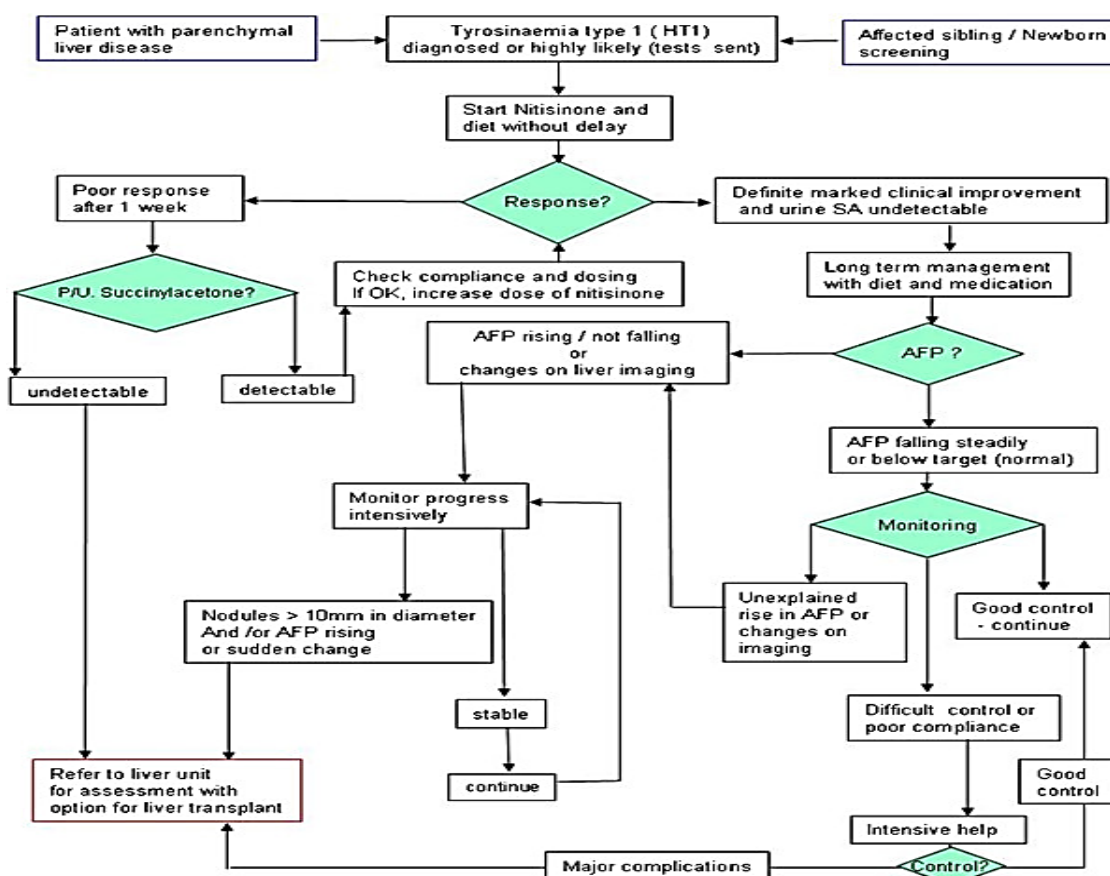 Patient with parenchymal
liver disease
Tyrosinaemia type 1 ( HT1)
diagnosed or highly likely (tests sent)
Affected sibling / Newborn
screening
Start Nitisinone and
diet without delay
Poor response
after 1 week
Response?
Definite marked clinical improvement
and urine SA undetectable
P/U. Succinylacetone?
Check compliance and dosing
If OK, increase dose of nitisinone
Long term management
with diet and medication
AFP rising / not falling
or
changes on liver imaging
AFP ?
undetectable
detectable
AFP falling steadily
or below target (normal)
Monitor progress
intensively
Monitoring
Nodules > 10mm in diameter
And /or AFP rising
or sudden change
Unexplained
rise in AFP or
changes on
imaging
Good control
- continue
stable
Difficult control or
poor compliance
Refer to liver unit
for assessment with
option for liver transplant
continue
Good
control
Intensive help
Major complications
Control?